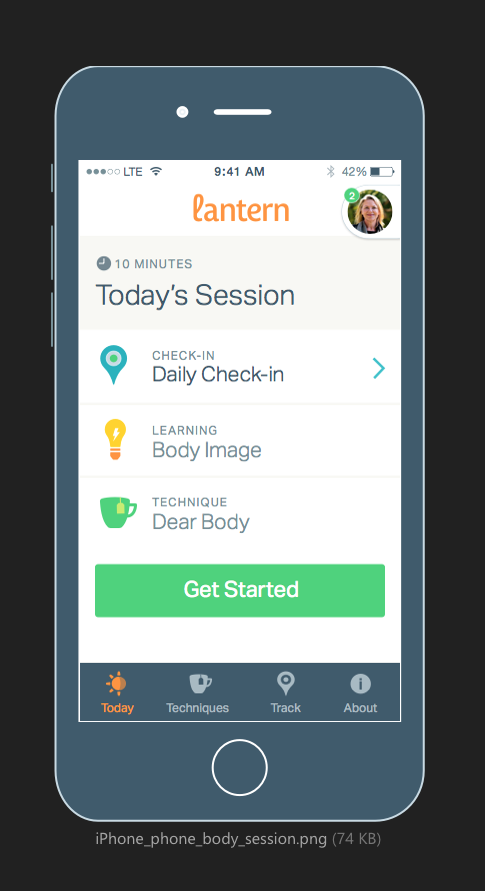 LTE 9:41 AM 42%
lantern
2
10 MINUTES
Today's Session
CHECK-IN
Daily Check-in
LEARNING
Body Image
TECHNIQUE
Dear Body
Get Started
Today Techniques Track About
iPhone_phone_body_session.png (74 KB)